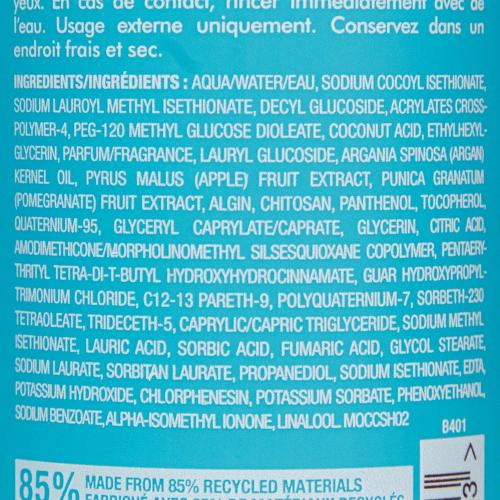 yeux. En cas de contact, rincer immédiatement avec de
l'eau. Usage externe uniquement. Conservez dans un
endroit frais et sec.
INGREDIENTS/INGRÉDIENTS : AQUA/WATER/EAU, SODIUM COCOYL ISETHIONATE,
SODIUM LAUROYL METHYL ISETHIONATE, DECYL GLUCOSIDE, ACRYLATES CROSS-
POLYMER-4, PEG-120 METHYL GLUCOSE DIOLEATE, COCONUT ACID, ETHYLHEXYL-
GLYCERIN, PARFUM/FRAGRANCE, LAURYL GLUCOSIDE, ARGANIA SPINOSA (ARGAN)
KERNEL OIL, PYRUS MALUS (APPLE) FRUIT EXTRACT, PUNICA GRANATUM
(POMEGRANATE) FRUIT EXTRACT, ALGIN, CHITOSAN, PANTHENOL, TOCOPHEROL,
QUATERNIUM-95, GLYCERYL CAPRYLATE/CAPRATE, GLYCERIN, CITRIC ACID,
AMODIMETHICONE/MORPHOLINOMETHYL SILSESQUIOXANE COPOLYMER, PENTAERY-
THRITYL TETRA-DI-T-BUTYL HYDROXYHYDROCINNAMATE, GUAR HYDROXYPROPYL-
TRIMONIUM CHLORIDE, C12-13 PARETH-9, POLYQUATERNIUM-7, SORBETH-230
TETRAOLEATE, TRIDECETH-5, CAPRYLIC/CAPRIC TRIGLYCERIDE, SODIUM METHYL
ISETHIONATE, LAURIC ACID, SORBIC ACID, FUMARIC ACID, GLYCOL STEARATE,
SODIUM LAURATE, SORBITAN LAURATE, PROPANEDIOL, SODIUM ISETHIONATE, EDTA,
POTASSIUM HYDROXIDE, CHLORPHENESIN, POTASSIUM SORBATE, PHENOXYETHANOL,
SODIUM BENZOATE, ALPHA-ISOMETHYL IONONE, LINALOOL. MOCCSH02
B401
85% MADE FROM 85% RECYCLED MATERIALS
FABRIQUÉ AVEC 85% DE MATÉRIAUX RECYCLÉS
3 >